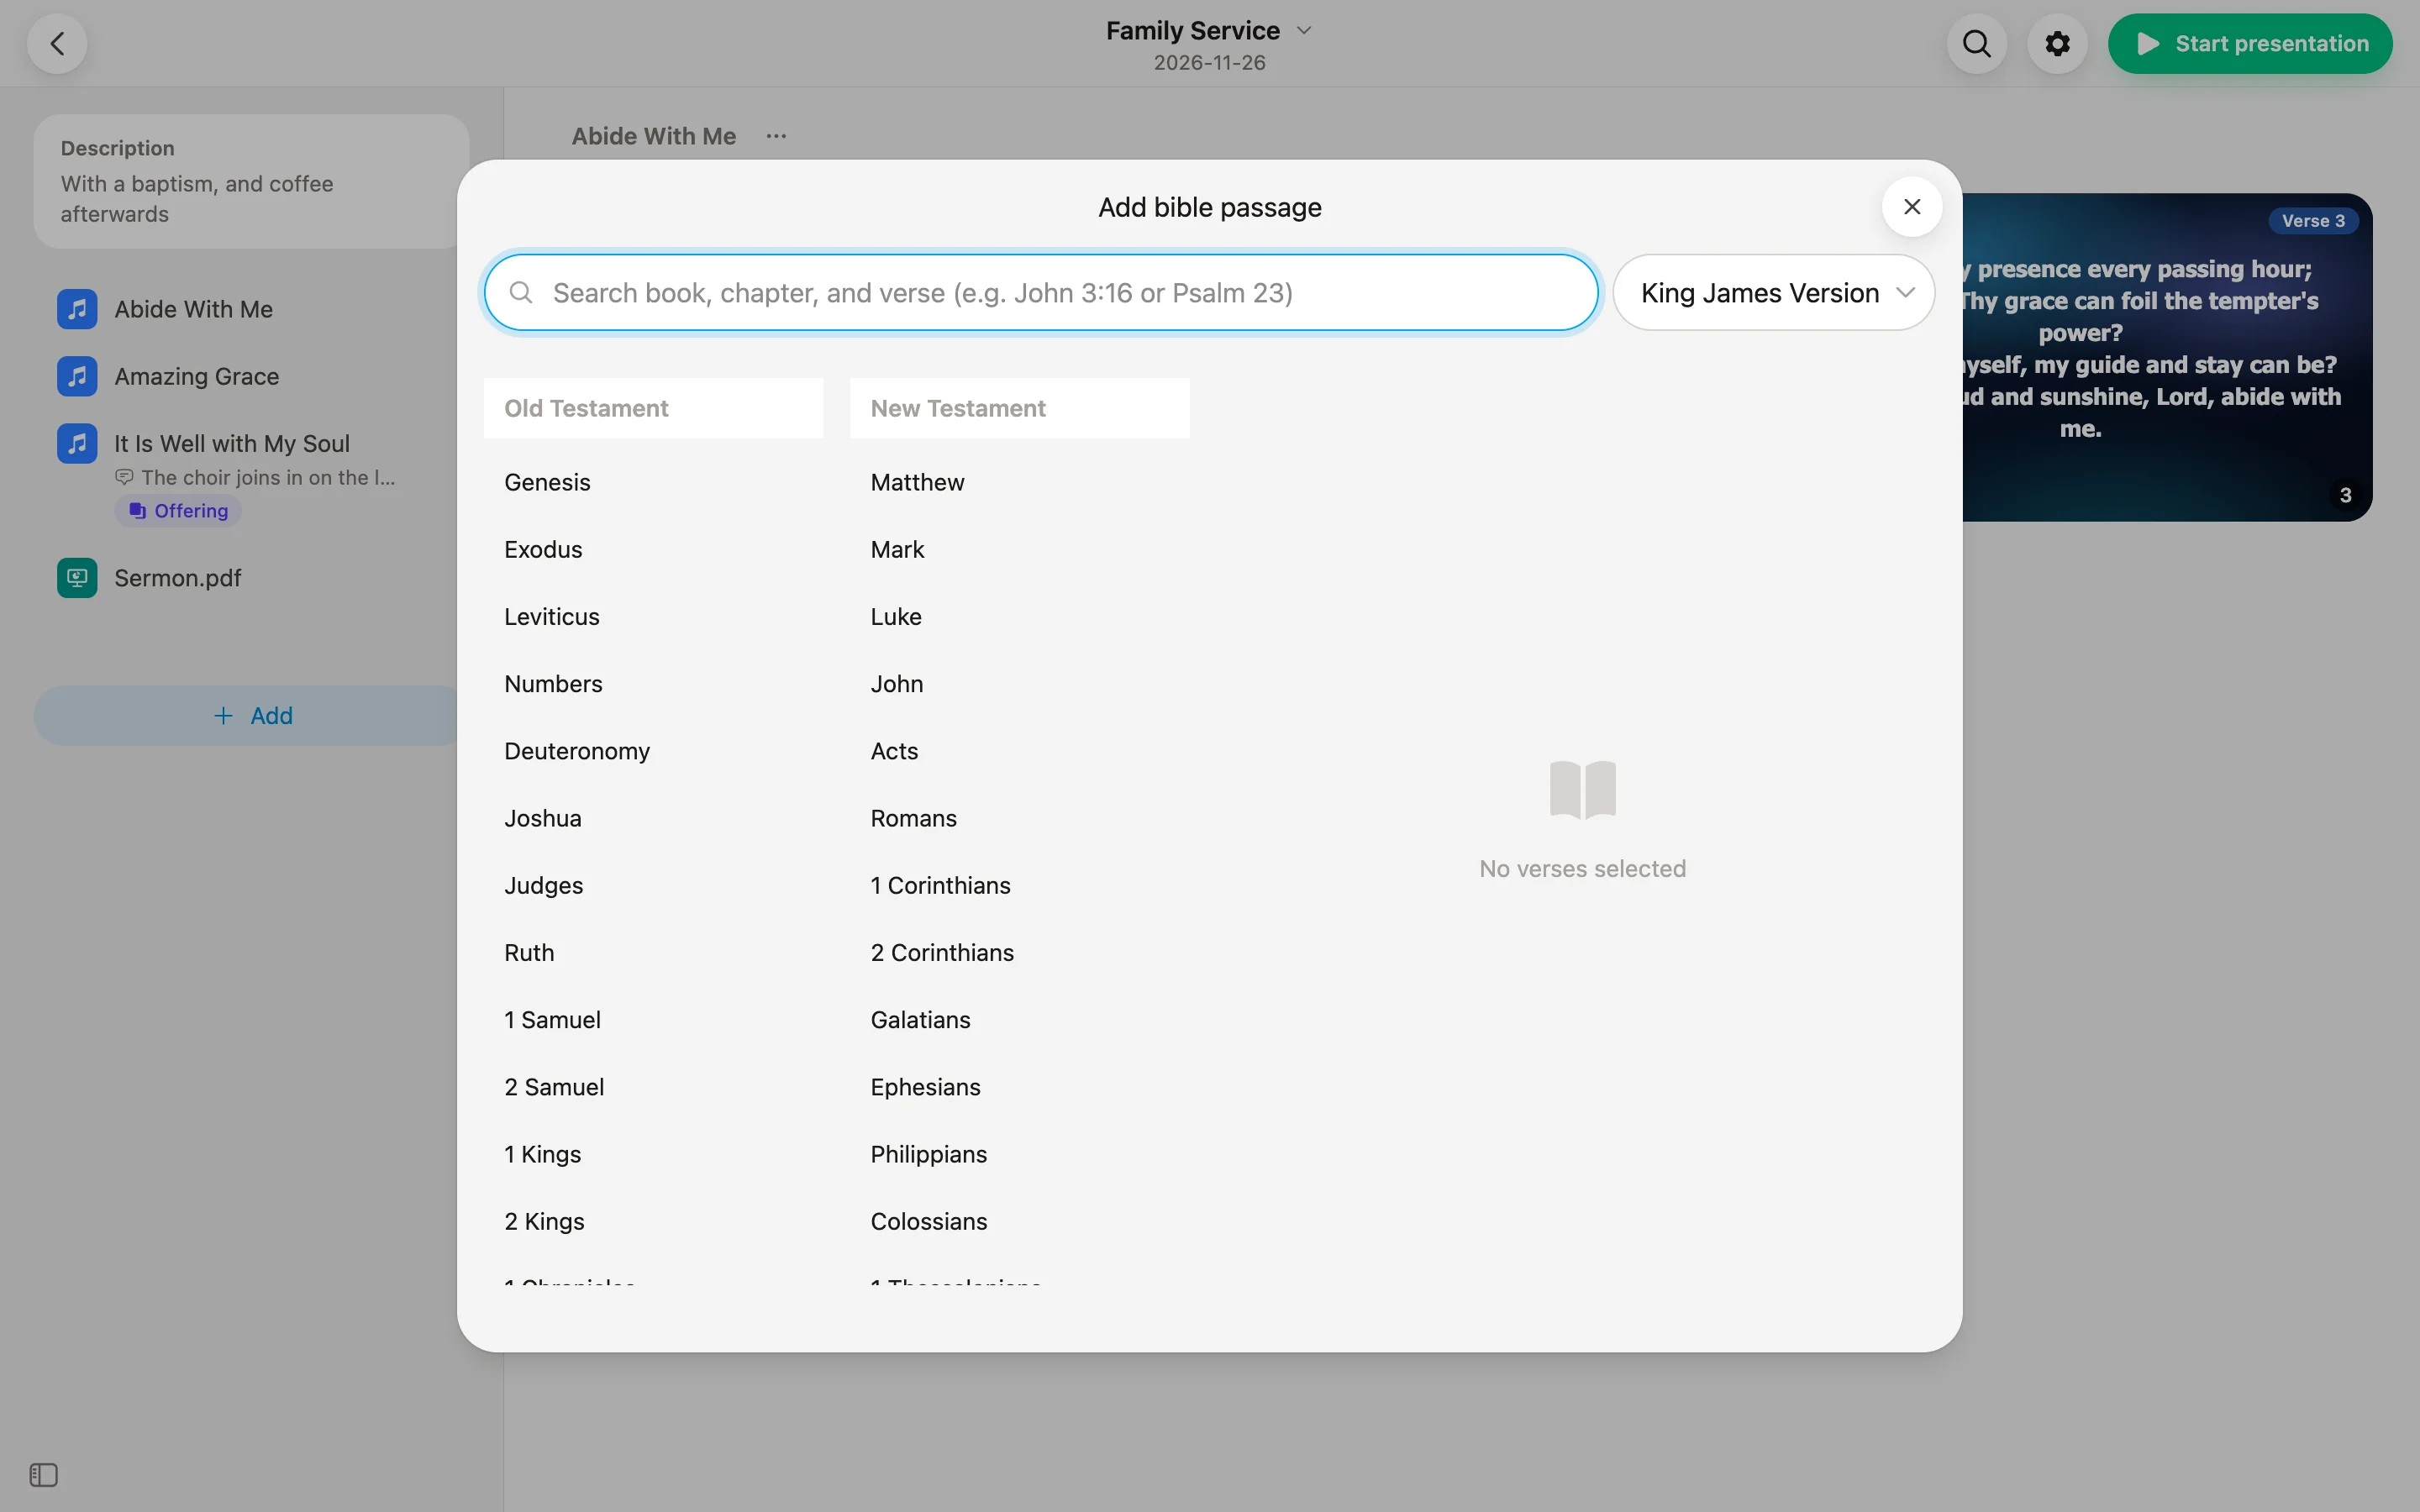 Family Service
2026-11-26
Start presentation
Description
With a baptism, and coffee
afterwards
Abide With Me
Amazing Grace
It Is Well with My Soul
The choir joins in on the l...
Offering
Sermon.pdf
Add
Abide With Me
Add bible passage
Search book, chapter, and verse (e.g. John 3:16 or Psalm 23)
King James Version
Old Testament
Genesis
Exodus
Leviticus
Numbers
Deuteronomy
Joshua
Judges
Ruth
1 Samuel
2 Samuel
1 Kings
2 Kings
1 Chronicles
New Testament
Matthew
Mark
Luke
John
Acts
Romans
1 Corinthians
2 Corinthians
Galatians
Ephesians
Philippians
Colossians
1 Thessalonians
No verses selected
Verse 3
presence every passing hour;
Thy grace can foil the tempter's
power?
myself, my guide and stay can be?
and sunshine, Lord, abide with
me.
3